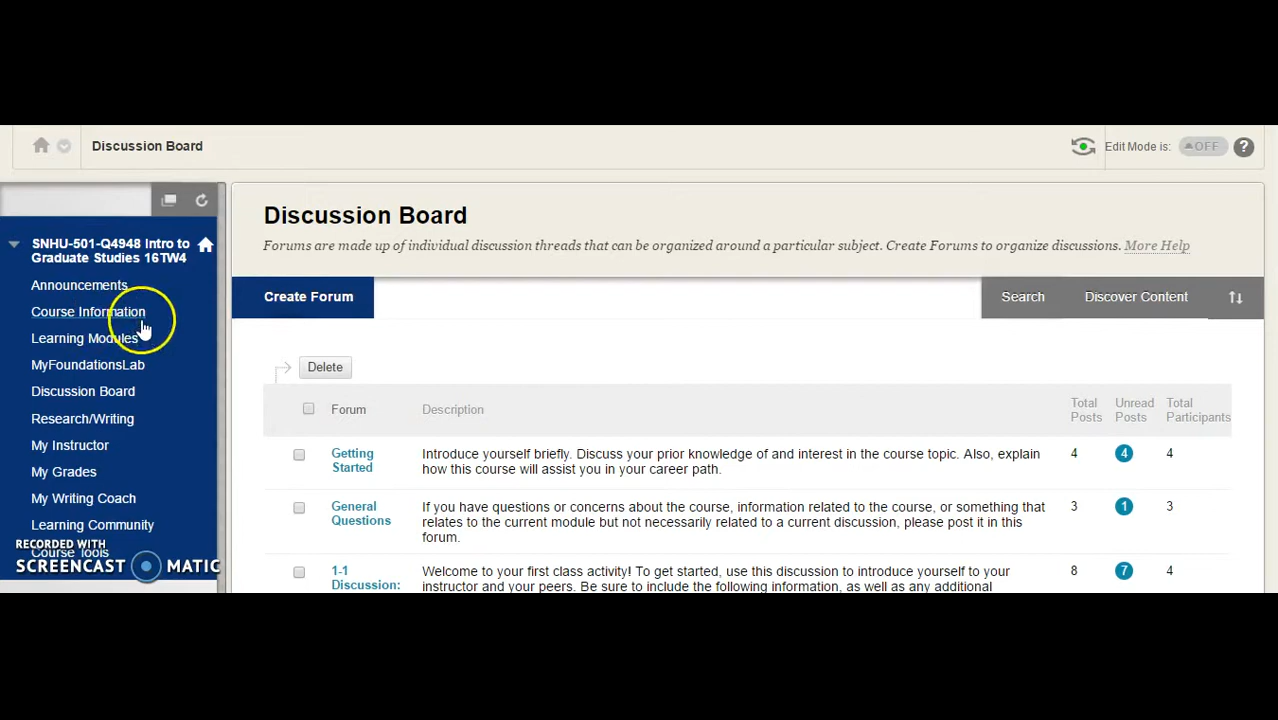 Discussion Board
Edit Mode is:
OFF
?
SNHU-501-Q4948 Intro to
Graduate Studies 16TW4
Announcements
Course Information
Learning Modules
MyFoundationsLab
Discussion Board
Research/Writing
My Instructor
My Grades
My Writing Coach
Learning Community
Course Tools
RECORDED WITH
SCREENCAST MATIC
Discussion Board
Forums are made up of individual discussion threads that can be organized around a particular subject. Create Forums to organize discussions. More Help
Create Forum
Search
Discover Content
Delete
Forum
Description
Total
Posts
Unread
Posts
Total
Participants
Getting
Started
Introduce yourself briefly. Discuss your prior knowledge of and interest in the course topic. Also, explain
how this course will assist you in your career path.
4
4
4
General
Questions
If you have questions or concerns about the course, information related to the course, or something that
relates to the current module but not necessarily related to a current discussion, please post it in this
forum.
3
1
3
1-1
Discussion:
Welcome to your first class activity! To get started, use this discussion to introduce yourself to your
instructor and your peers. Be sure to include the following information, as well as any additional
8
7
4